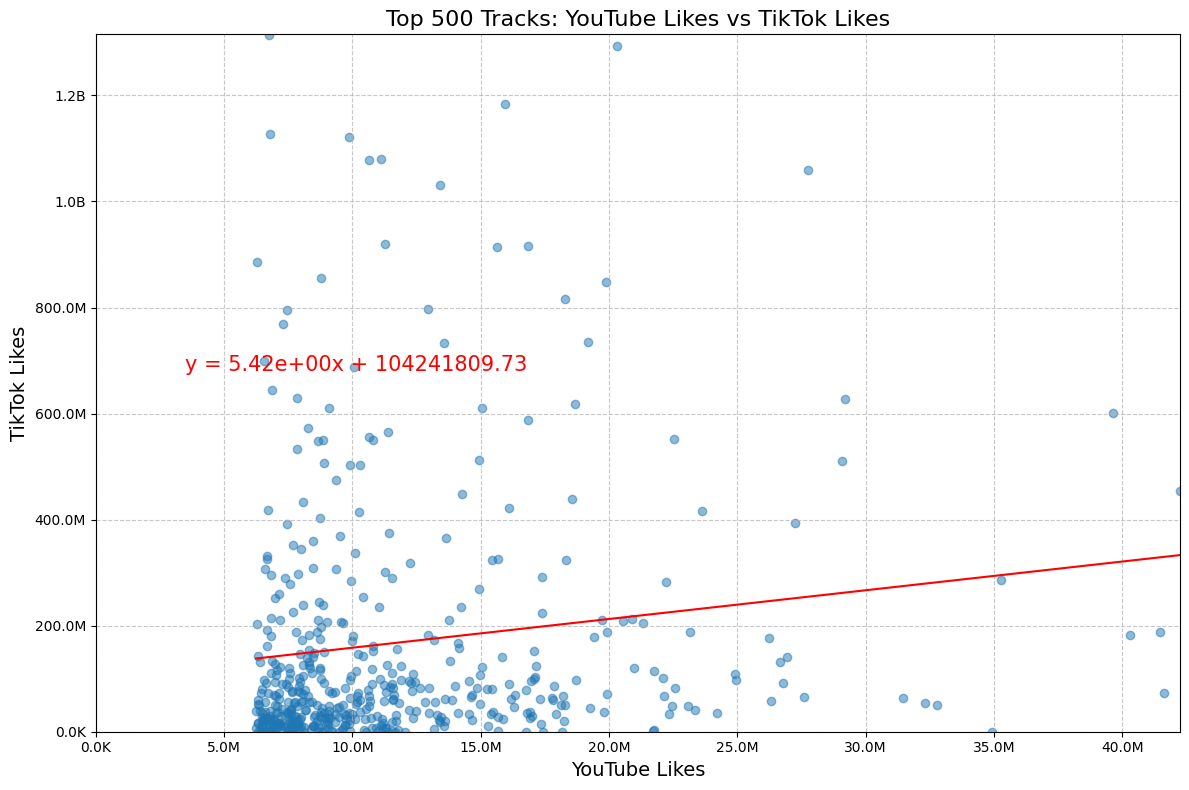 Top 500 Tracks: YouTube Likes vs TikTok Likes
TikTok Likes
1.2B
1.0B
800.0M
600.0M
400.0M
200.0M
0.0K
y = 5.42e+00x + 104241809.73
0.0K 5.0M 10.0M 15.0M 20.0M 25.0M 30.0M 35.0M 40.0M
YouTube Likes